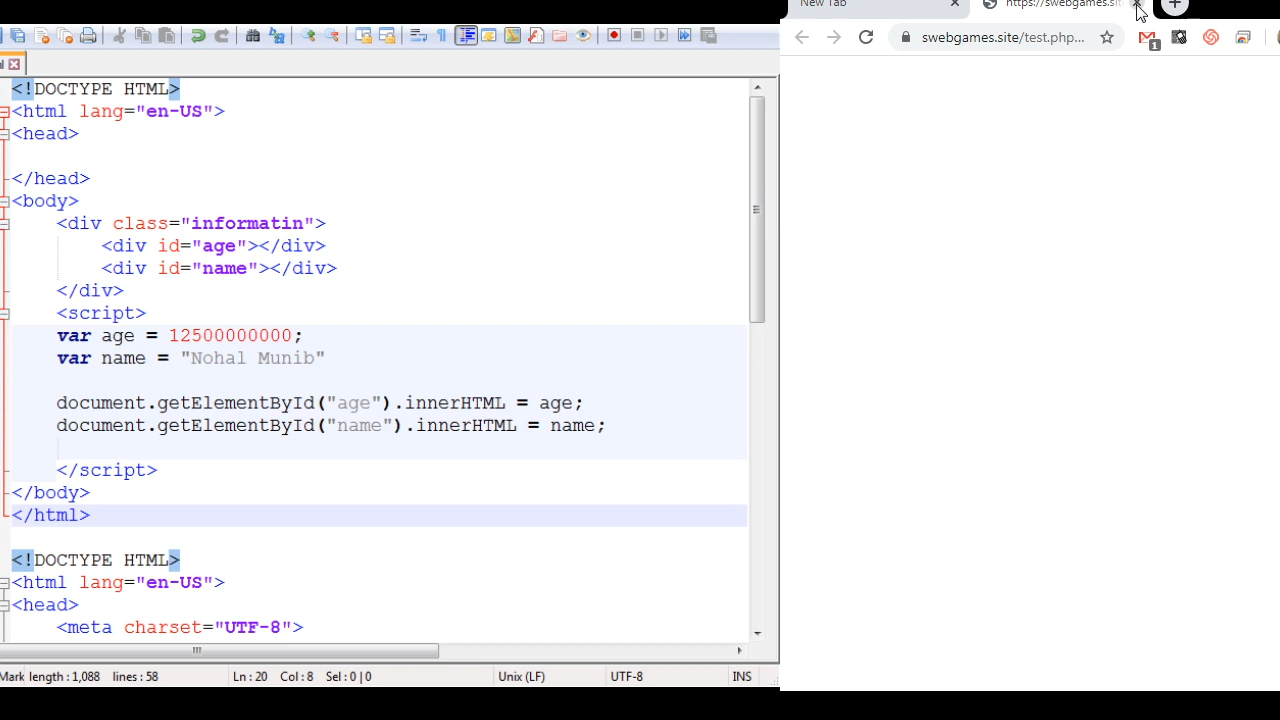 <!DOCTYPE HTML>
<html lang="en-US">
<head>
</head>
<body>
<div class="informatin">
<div id="age"></div>
<div id="name"></div>
</div>
<script>
var age = 12500000000;
var name = "Nohal Munib"
document.getElementById("age").innerHTML = age;
document.getElementById("name").innerHTML = name;
</script>
</body>
</html>
<!DOCTYPE HTML>
<html lang="en-US">
<head>
<meta charset="UTF-8">
Mark length : 1,088 lines : 58 Ln : 20 Col : 8 Sel : 0 | 0 Unix (LF) UTF-8 INS
New Tab
https://swebgames.sit
swebgames.site/test.php...
1